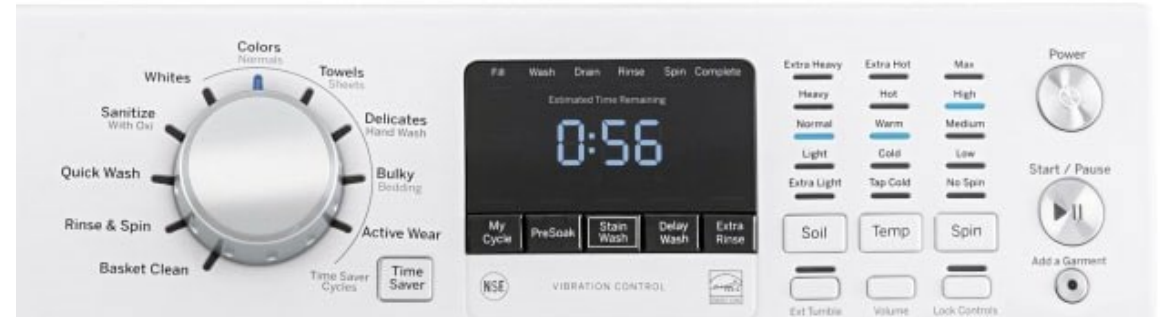 Colors
Normals
Whites
Towels
Sheets
Sanitize
With Oxi
Delicates
Hand Wash
Quick Wash
Bulky
Bedding
Rinse & Spin
Active Wear
Basket Clean
Time Saver
Cycles
Time
Saver
Fill Wash Drain Rinse Spin Complete
Estimated Time Remaining
0:56
My
Cycle
PreSoak
Stain
Wash
Delay
Wash
Extra
Rinse
NSF
VIBRATION CONTROL
Extra Heavy Extra Hot Max
Heavy Hot High
Normal Warm Medium
Light Cold Low
Extra Light Tap Cold No Spin
Soil Temp Spin
Ext Tumble Volume Lock Controls
Power
Start / Pause
Add a Garment